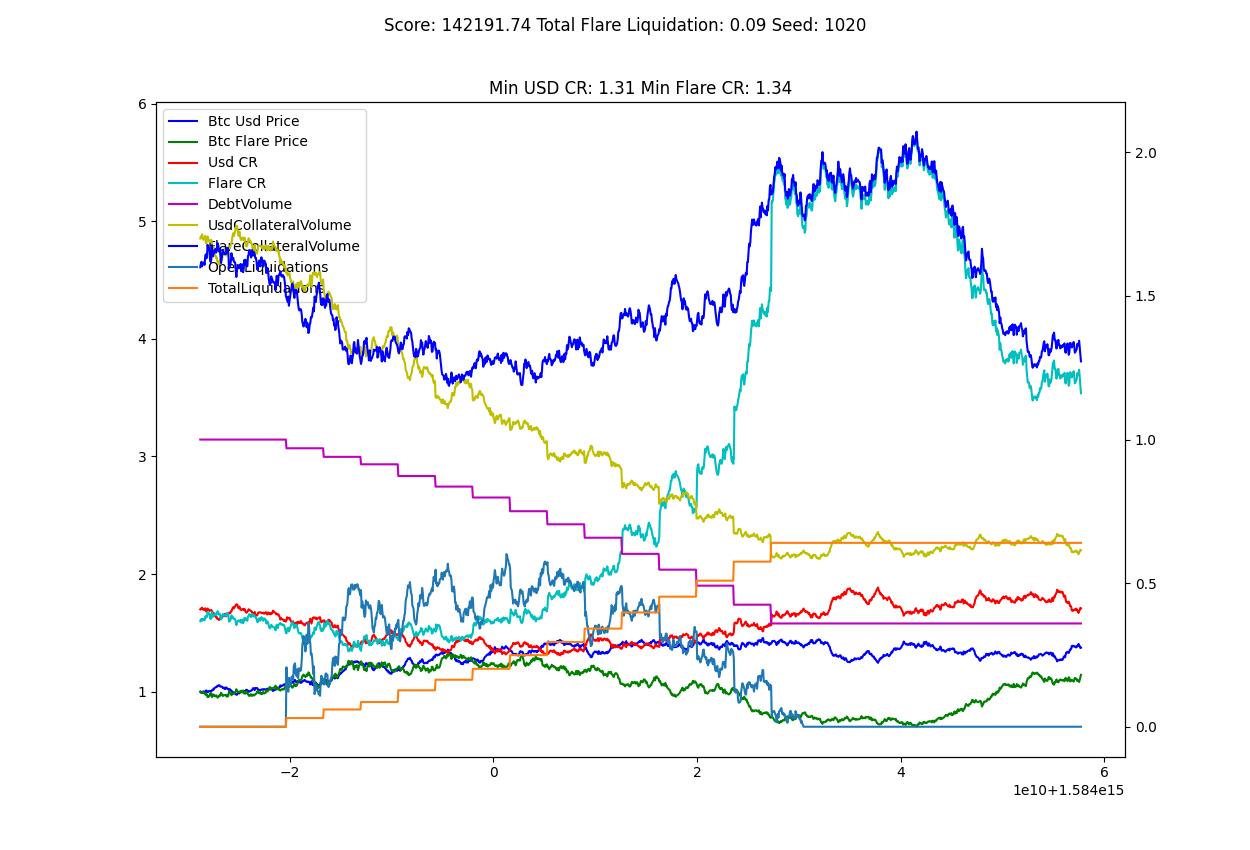 Score: 142191.74 Total Flare Liquidation: 0.09 Seed: 1020
Min USD CR: 1.31 Min Flare CR: 1.34
Btc Usd Price
Btc Flare Price
Usd CR
Flare CR
DebtVolume
UsdCollateralVolume
FlareCollateralVolume
OpenLiquidations
TotalLiquidations
6
5
4
3
2
1
2.0
1.5
1.0
0.5
0.0
−2
0
2
4
6
1e10+1.584e15